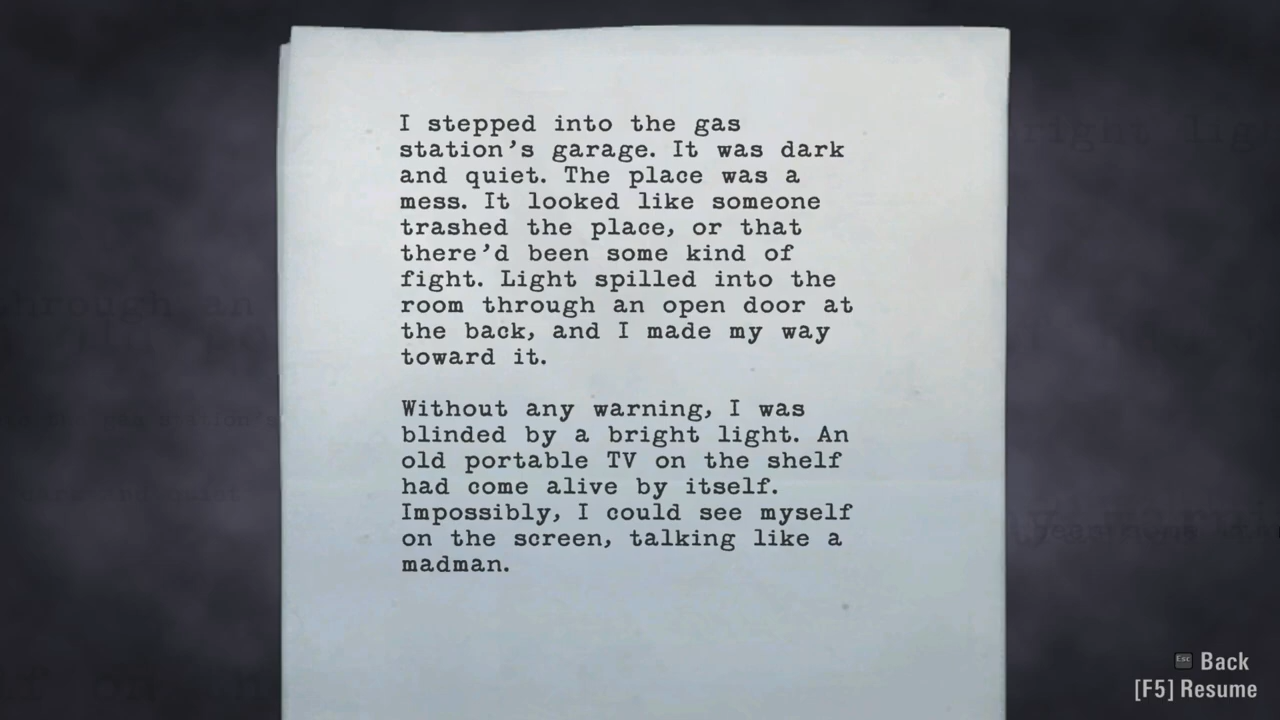 I stepped into the gas
station's garage. It was dark
and quiet. The place was a
mess. It looked like someone
trashed the place, or that
there'd been some kind of
fight. Light spilled into the
room through an open door at
the back, and I made my way
toward it.
Without any warning, I was
blinded by a bright light. An
old portable TV on the shelf
had come alive by itself.
Impossibly, I could see myself
on the screen, talking like a
madman.
Esc Back
[F5] Resume